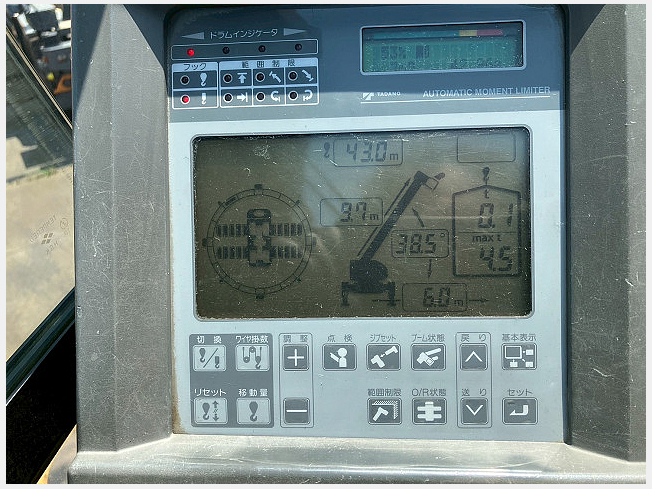 ドラムインジケータ
フック
範囲制限
TADANO
AUTOMATIC MOMENT LIMITER
43.0m
9.7m
t
0.1
38.5°
max t
4.5
6.0m
切換
ワイヤ掛数
調整
点検
ジブセット
ブーム状態
戻り
基本表示
リセット
移動量
範囲制限
O/R状態
送り
セット